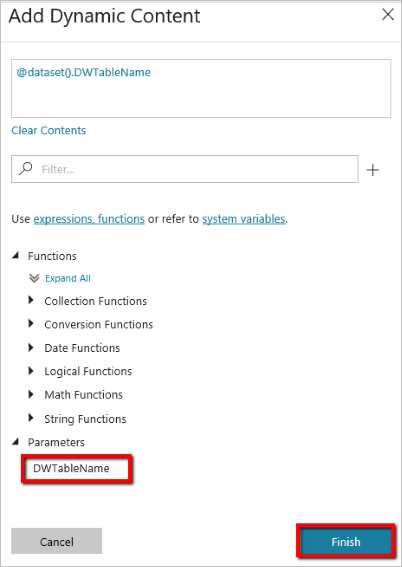 Add Dynamic Content
@dataset().DWTableName
Clear Contents
Filter...
Use expressions, functions or refer to system variables.
Functions
Expand All
Collection Functions
Conversion Functions
Date Functions
Logical Functions
Math Functions
String Functions
Parameters
DWTableName
Cancel
Finish